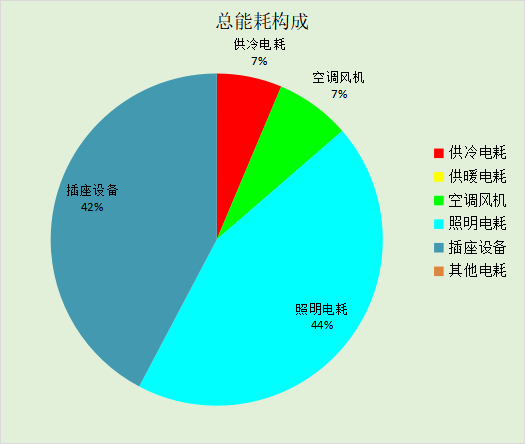 总能耗构成
供冷电耗
7%
空调风机
7%
插座设备
42%
照明电耗
44%
供冷电耗
供暖电耗
空调风机
照明电耗
插座设备
其他电耗